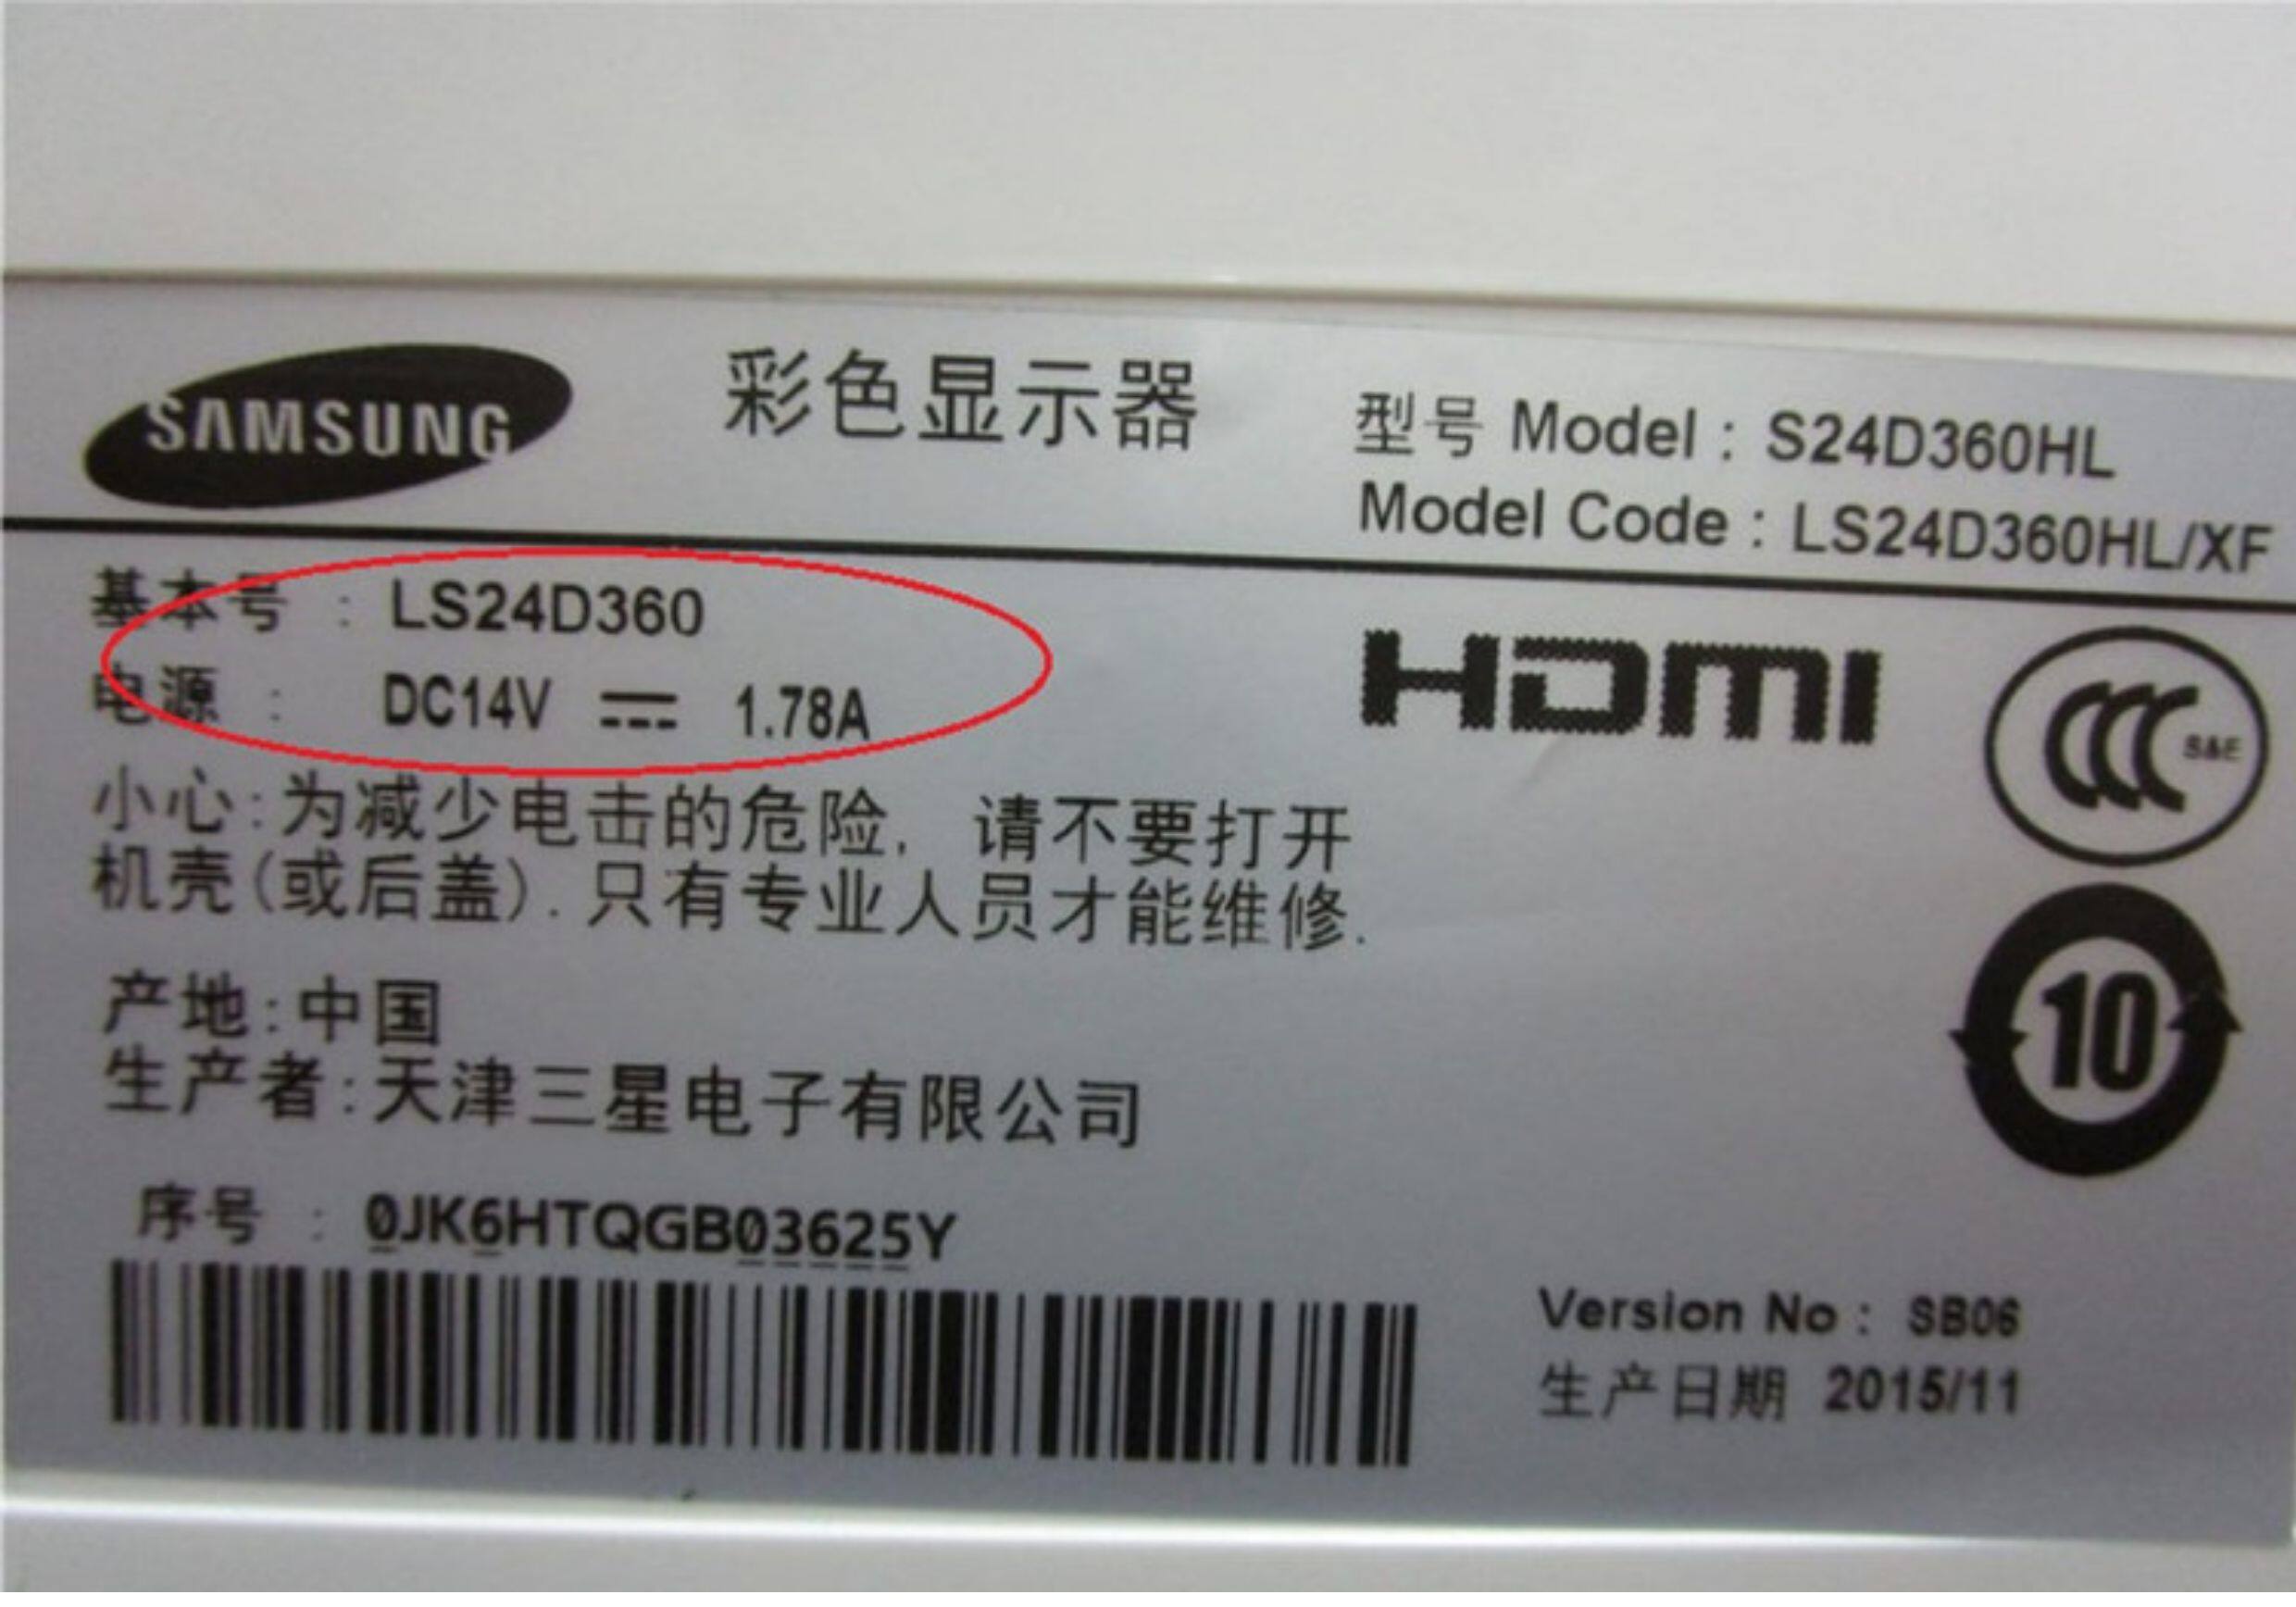 SAMSUNG
彩色显示器
型号 Model : S24D360HL
Model Code : LS24D360HL/XF
基本号 : LS24D360
电源 : DC14V 1.78A
HDMI
S&E
小心:为减少电击的危险, 请不要打开
机壳(或后盖).只有专业人员才能维修.
10
产地:中国
生产者:天津三星电子有限公司
序号 : 0JK6HTQGB03625Y
Version No : SB06
生产日期 2015/11